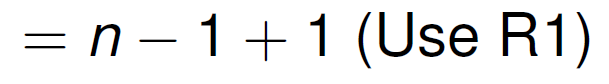 = n − 1 + 1 (Use R1)